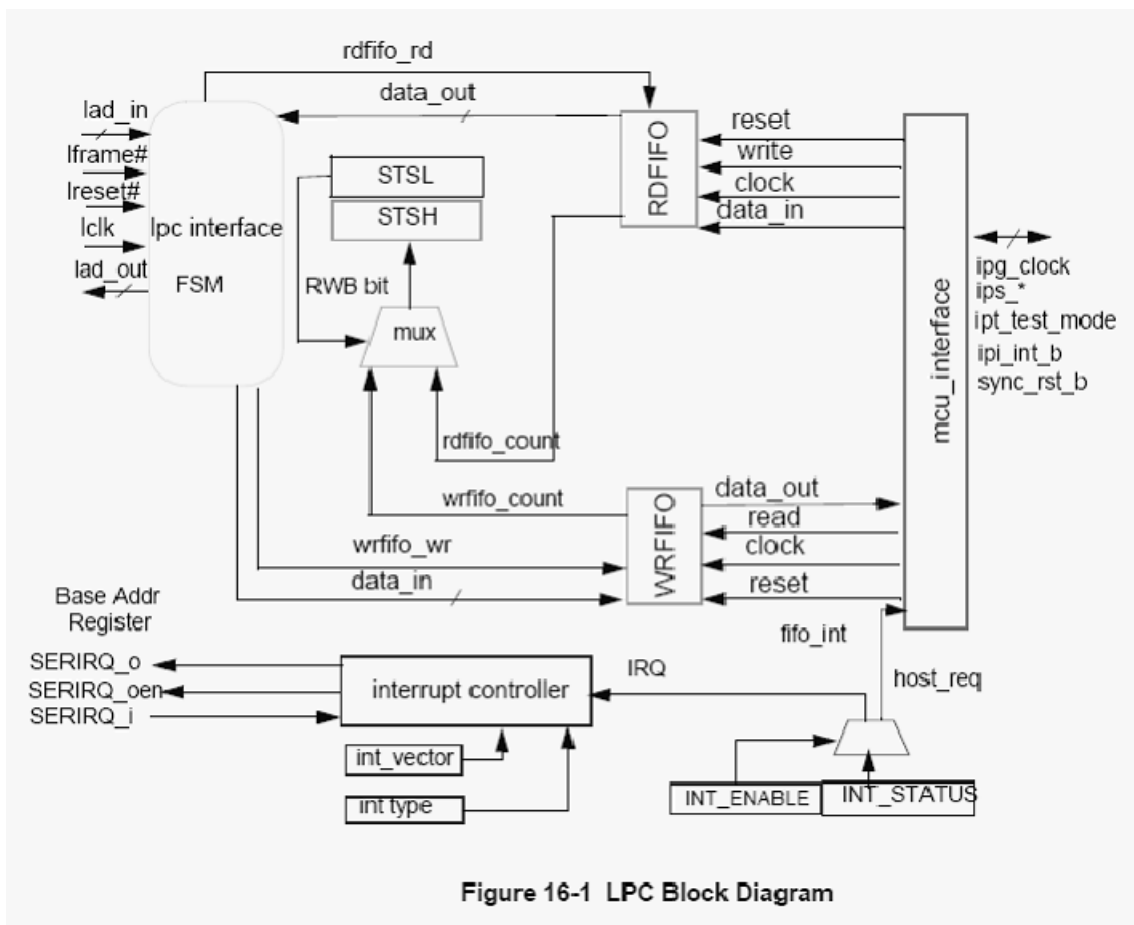 rdfifo_rd
data_out
lad_in
lframe#
lreset#
lclk
lad_out
lpc interface
FSM
STSL
STSH
RWB bit
mux
RDFIFO
reset
write
clock
data_in
mcu_interface
ipg_clock
ips_*
ipt_test_mode
ipi_int_b
sync_rst_b
rdfifo_count
wrfifo_count
wrfifo_wr
data_in
WRFIFO
data_out
read
clock
reset
fifo_int
host_req
Base Addr
Register
SERIRQ_o
SERIRQ_oen
SERIRQ_i
interrupt controller
IRQ
int_vector
int type
INT_ENABLE
INT_STATUS
Figure 16-1 LPC Block Diagram